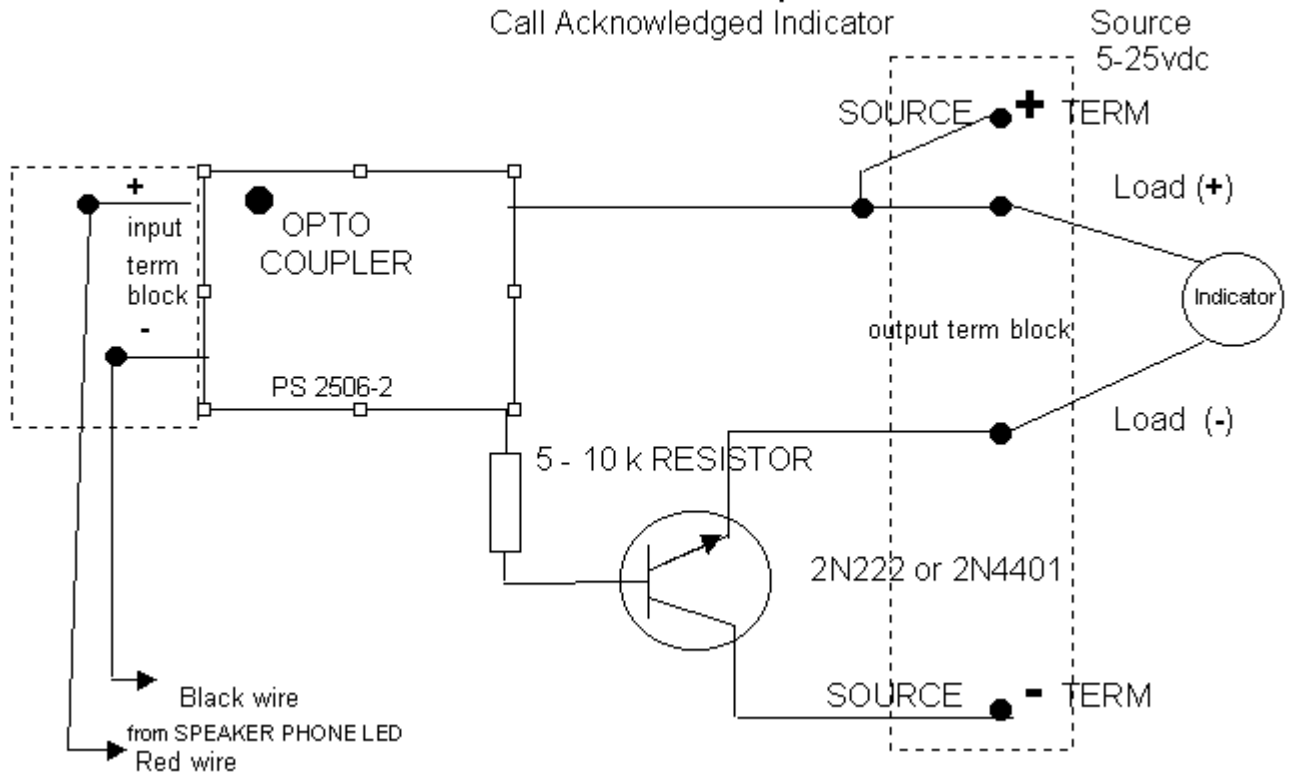 Call Acknowledged Indicator
Source
5-25vdc
SOURCE + TERM
+
input
term
block
-
OPTO
COUPLER
PS 2506-2
Load (+)
Indicator
output term block
Load (-)
5 - 10 k RESISTOR
2N222 or 2N4401
SOURCE - TERM
Black wire
from SPEAKER PHONE LED
Red wire